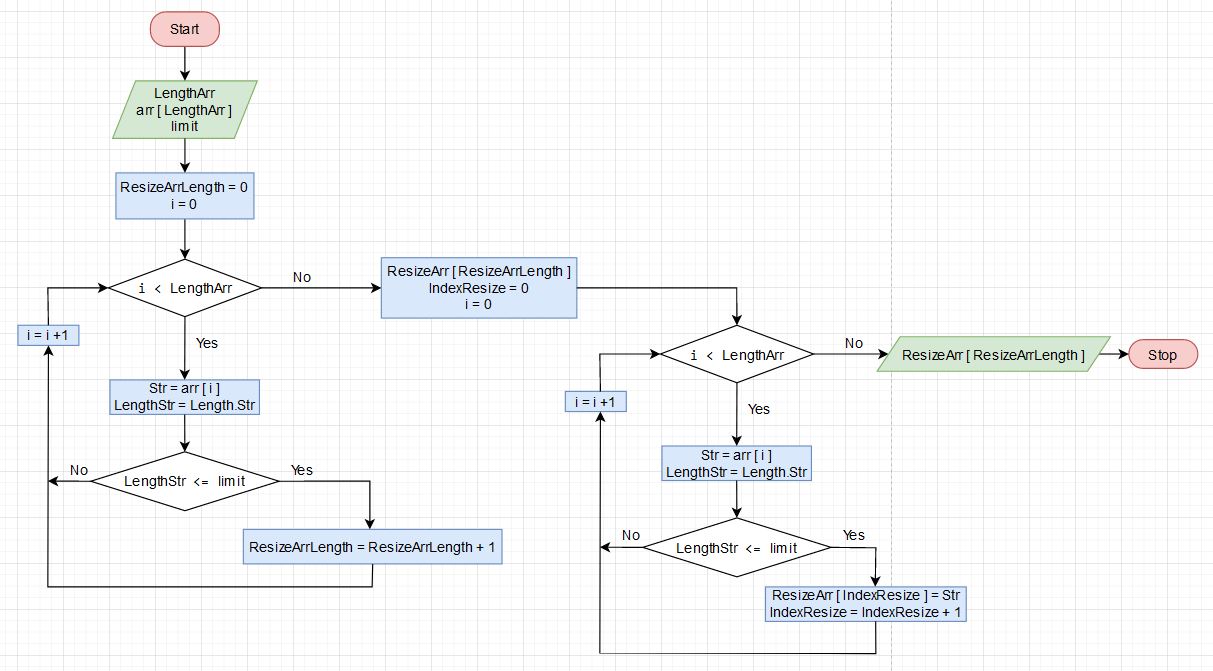 Start
LengthArr
arr [ LengthArr ]
limit
ResizeArrLength = 0
i = 0
i < LengthArr
No
Yes
i = i +1
Str = arr [ i ]
LengthStr = Length.Str
LengthStr <= limit
No
Yes
ResizeArrLength = ResizeArrLength + 1
ResizeArr [ ResizeArrLength ]
IndexResize = 0
i = 0
i < LengthArr
No
Yes
i = i +1
Str = arr [ i ]
LengthStr = Length.Str
LengthStr <= limit
No
Yes
ResizeArr [ IndexResize ] = Str
IndexResize = IndexResize + 1
ResizeArr [ ResizeArrLength ]
Stop